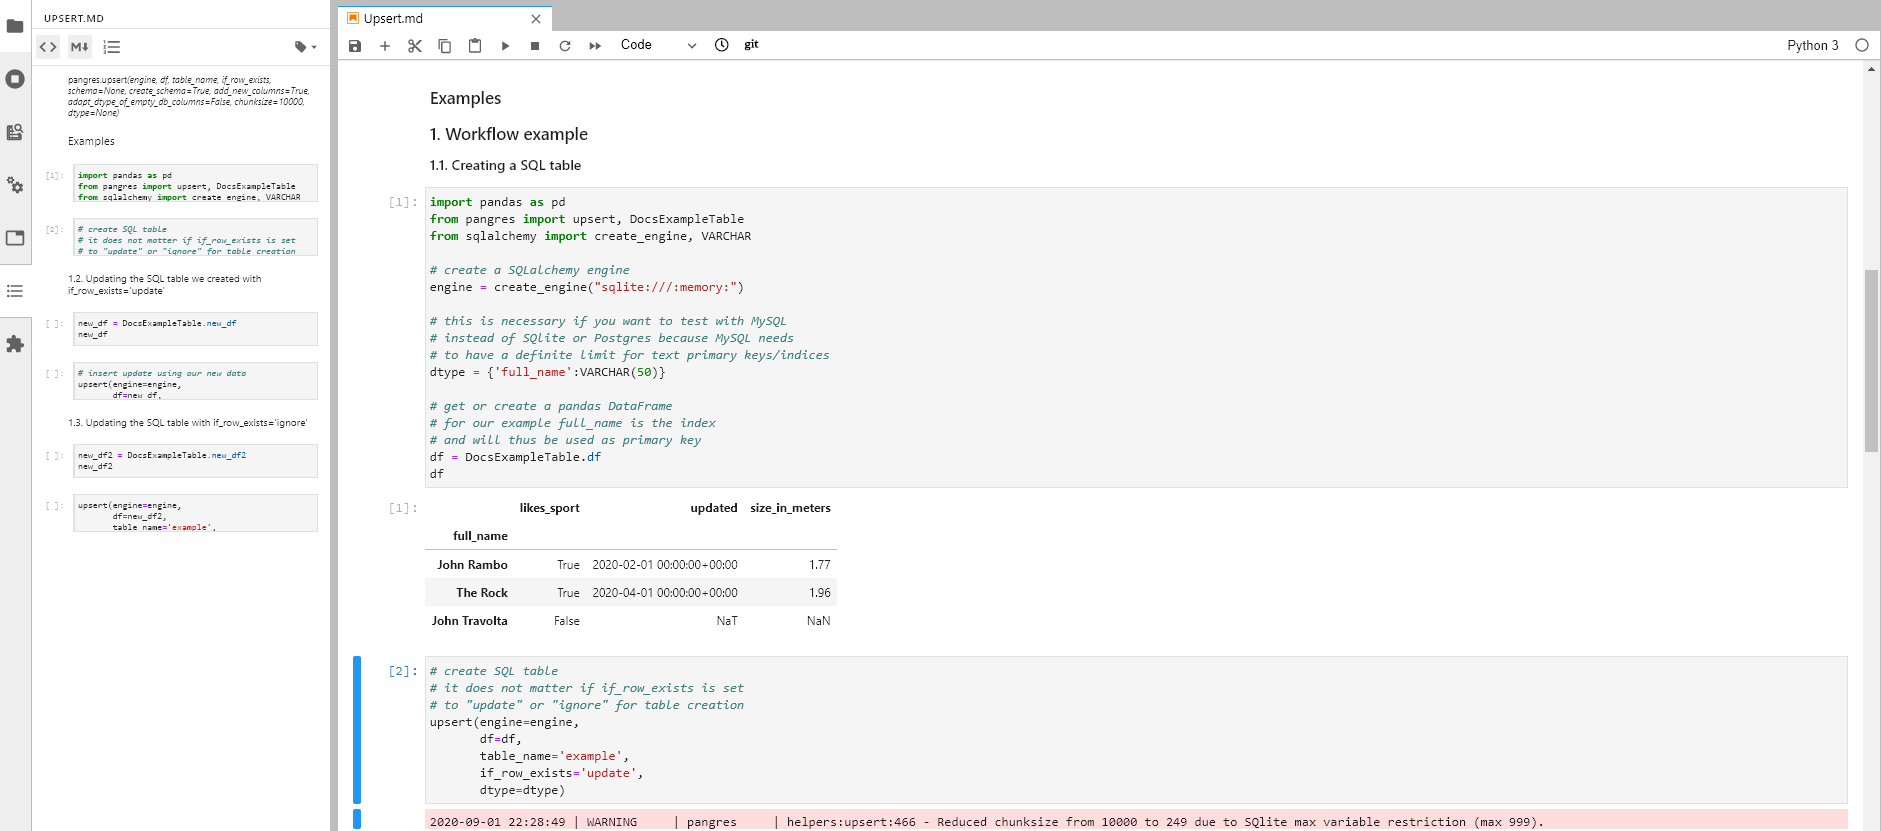 UPSERT.MD
M
pangres.upsert(engine, df, table_name, if_row_exists,
schema=None, create_schema=True, add_new_columns=True,
adapt_dtype_of_empty_db_columns=False, chunksize=10000,
dtype=None)
Examples
[1]:
import pandas as pd
from pangres import upsert, DocsExampleTable
from sqlalchemy import create_engine, VARCHAR
[2]:
# create SQL table
# it does not matter if if_row_exists is set
# to "update" or "ignore" for table creation
1.2. Updating the SQL table we created with
if_row_exists='update'
[ ]:
new_df = DocsExampleTable.new_df
new_df
[ ]:
# insert update using our new data
upsert(engine=engine,
df=new_df,
1.3. Updating the SQL table with if_row_exists='ignore'
[ ]:
new_df2 = DocsExampleTable.new_df2
new_df2
[ ]:
upsert(engine=engine,
df=new_df2,
table_name='example',
Upsert.md
Code
git
Python 3
Examples
1. Workflow example
1.1. Creating a SQL table
[1]:
import pandas as pd
from pangres import upsert, DocsExampleTable
from sqlalchemy import create_engine, VARCHAR
# create a SQLalchemy engine
engine = create_engine("sqlite:///:memory:")
# this is necessary if you want to test with MySQL
# instead of SQlite or Postgres because MySQL needs
# to have a definite limit for text primary keys/indices
dtype = {'full_name':VARCHAR(50)}
# get or create a pandas DataFrame
# for our example full_name is the index
# and will thus be used as primary key
df = DocsExampleTable.df
df
[1]:
likes_sport updated size_in_meters
full_name
John Rambo True 2020-02-01 00:00:00+00:00 1.77
The Rock True 2020-04-01 00:00:00+00:00 1.96
John Travolta False NaT NaN
[2]:
# create SQL table
# it does not matter if if_row_exists is set
# to "update" or "ignore" for table creation
upsert(engine=engine,
df=df,
table_name='example',
if_row_exists='update',
dtype=dtype)
2020-09-01 22:28:49 | WARNING | pangres | helpers:upsert:466 - Reduced chunksize from 10000 to 249 due to SQlite max variable restriction (max 999).